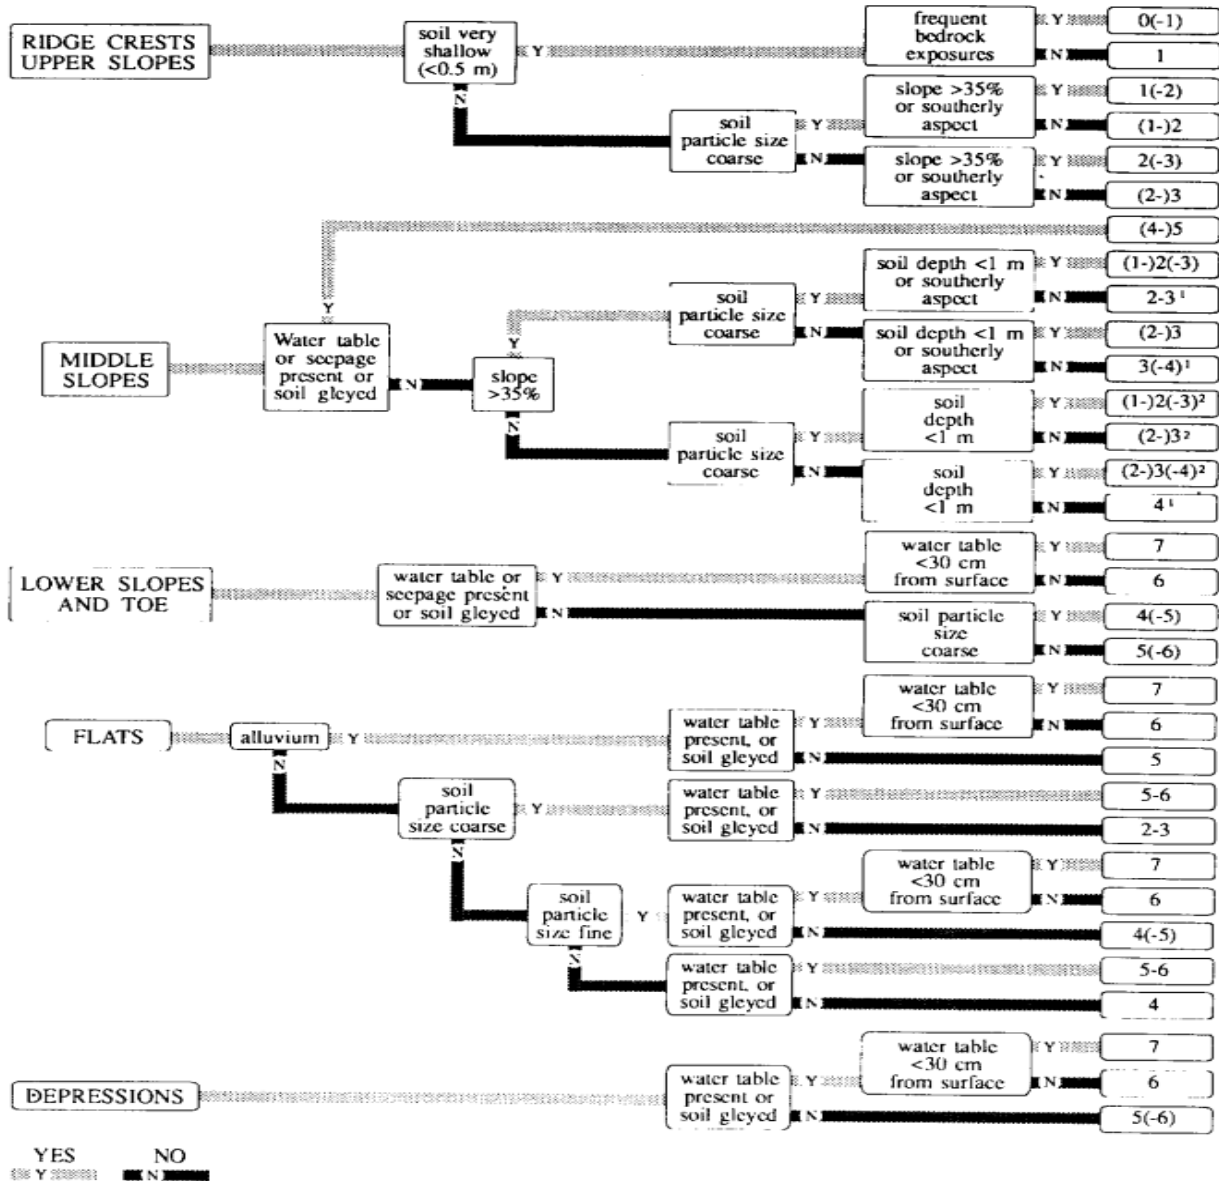 RIDGE CRESTS
UPPER SLOPES
soil very
shallow
(<0.5 m)
Y
N
frequent
bedrock
exposures
Y
0(-1)
N
1
soil
particle size
coarse
Y
N
slope >35%
or southerly
aspect
Y
1(-2)
N
(1-)2
slope >35%
or southerly
aspect
Y
2(-3)
N
(2-)3
MIDDLE
SLOPES
Water table
or seepage
present or
soil gleyed
Y
(4-)5
N
slope
>35%
Y
N
soil
particle size
coarse
Y
N
soil depth <1 m
or southerly
aspect
Y
(1-)2(-3)
N
2-3¹
soil depth <1 m
or southerly
aspect
Y
(2-)3
N
3(-4)¹
soil
particle size
coarse
Y
N
soil
depth
<1 m
Y
(1-)2(-3)²
N
(2-)3²
soil
depth
<1 m
Y
(2-)3(-4)²
N
4¹
LOWER SLOPES
AND TOE
water table or
seepage present
or soil gleyed
Y
N
water table
<30 cm
from surface
Y
7
N
6
soil particle
size
coarse
Y
4(-5)
N
5(-6)
FLATS
alluvium
Y
N
water table
present, or
soil gleyed
Y
N
water table
<30 cm
from surface
Y
7
N
6
5
soil
particle
size coarse
Y
N
water table
present, or
soil gleyed
Y
5-6
N
2-3
soil
particle
size fine
Y
N
water table
present, or
soil gleyed
Y
N
water table
<30 cm
from surface
Y
7
N
6
4(-5)
water table
present, or
soil gleyed
Y
5-6
N
4
DEPRESSIONS
water table
present or
soil gleyed
Y
N
water table
<30 cm
from surface
Y
7
N
6
5(-6)
YES
Y
NO
N